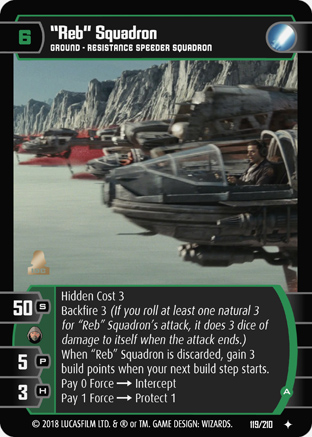 6
"Reb" Squadron
GROUND - RESISTANCE SPEEDER SQUADRON
50 S
5 P
3 H
Hidden Cost 3
Backfire 3 (If you roll at least one natural 3
for "Reb" Squadron's attack, it does 3 dice of
damage to itself when the attack ends.)
When "Reb" Squadron is discarded, gain 3
build points when your next build step starts.
Pay 0 Force → Intercept
Pay 1 Force → Protect 1
A
© 2018 LUCASFILM LTD. & ® OR TM. GAME DESIGN: WIZARDS.
119/210